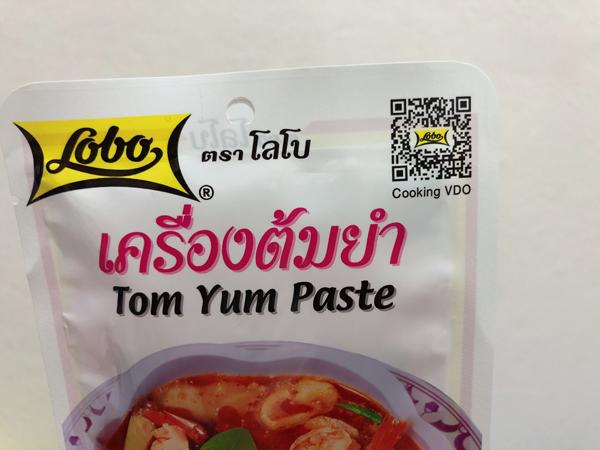 Lobo
®
ตรา โลโบ
Lobo
Cooking VDO
เครื่องต้มยำ
Tom Yum Paste